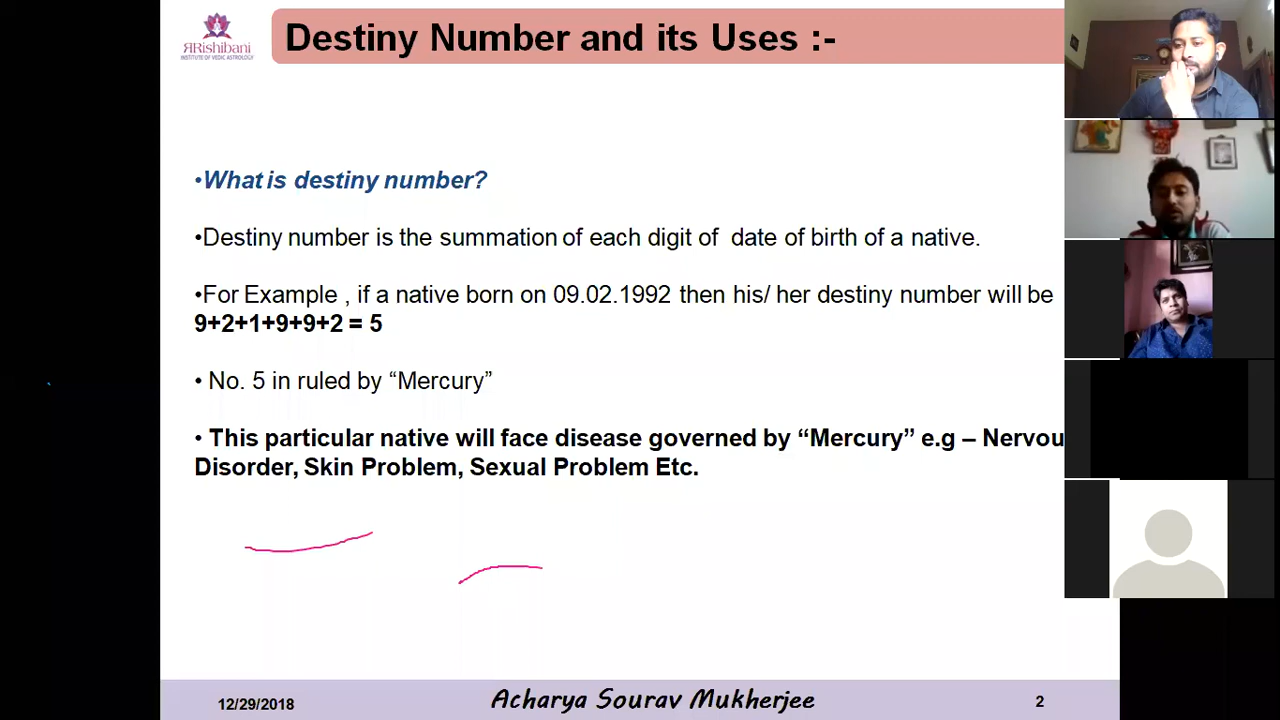 ЯRishibani
INSTITUTE OF VEDIC ASTROLOGY
Destiny Number and its Uses :-
•What is destiny number?
•Destiny number is the summation of each digit of date of birth of a native.
•For Example , if a native born on 09.02.1992 then his/ her destiny number will be
9+2+1+9+9+2 = 5
• No. 5 in ruled by “Mercury”
• This particular native will face disease governed by “Mercury” e.g – Nervou
Disorder, Skin Problem, Sexual Problem Etc.
12/29/2018
Acharya Sourav Mukherjee
2